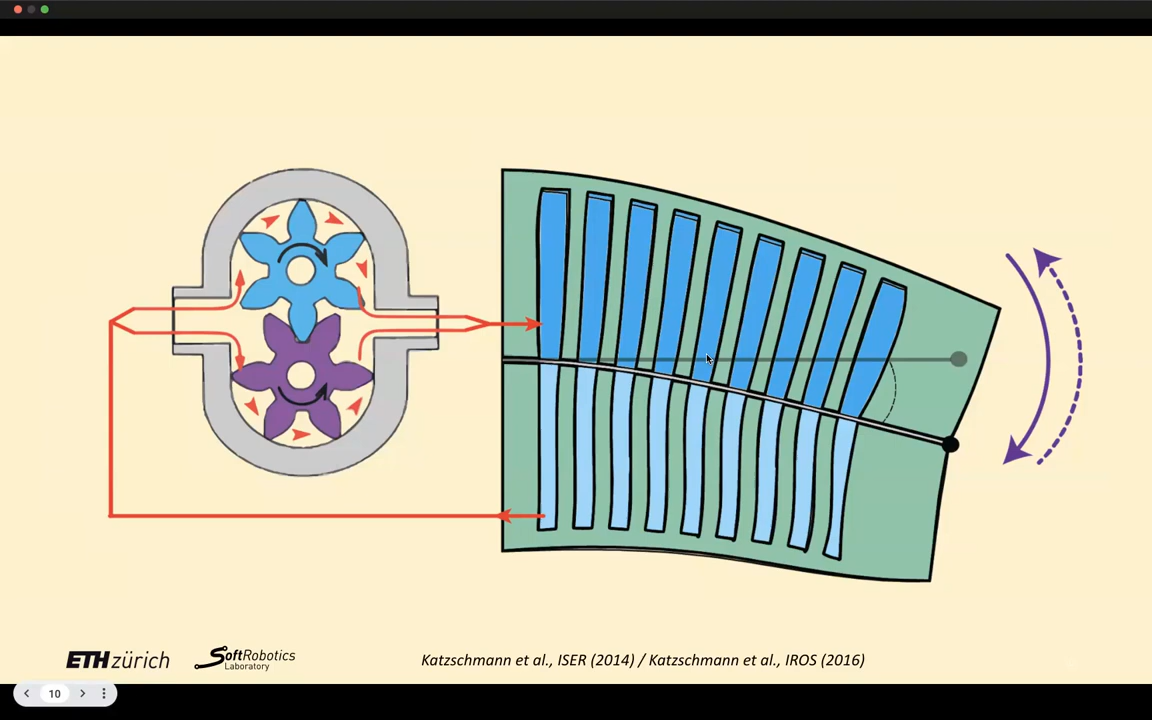 ETH zürich
SoftRobotics
Laboratory
Katzschmann et al., ISER (2014) / Katzschmann et al., IROS (2016)
10